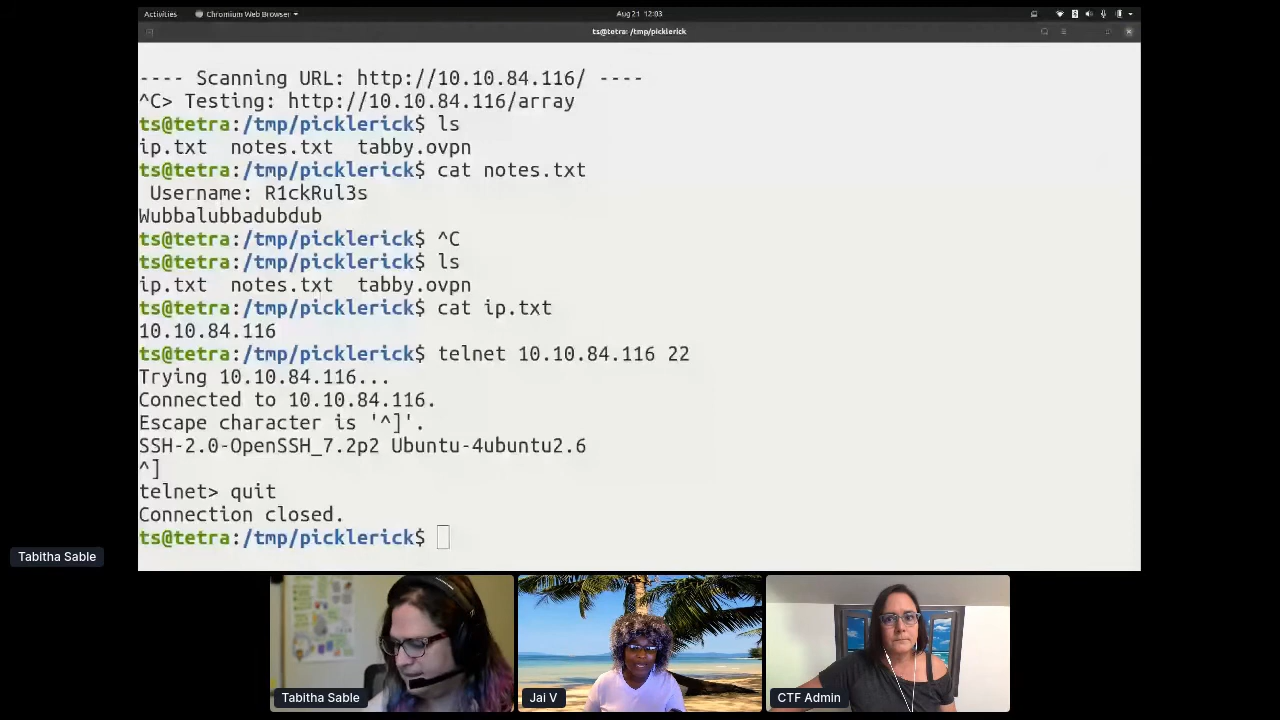 Activities
Chromium Web Browser
Aug 21 12:03
ts@tetra: /tmp/picklerick
---- Scanning URL: http://10.10.84.116/ ----
^C> Testing: http://10.10.84.116/array
ts@tetra:/tmp/picklerick$ ls
ip.txt  notes.txt  tabby.ovpn
ts@tetra:/tmp/picklerick$ cat notes.txt
 Username: R1ckRul3s
Wubbalubbadubdub
ts@tetra:/tmp/picklerick$ ^C
ts@tetra:/tmp/picklerick$ ls
ip.txt  notes.txt  tabby.ovpn
ts@tetra:/tmp/picklerick$ cat ip.txt
10.10.84.116
ts@tetra:/tmp/picklerick$ telnet 10.10.84.116 22
Trying 10.10.84.116...
Connected to 10.10.84.116.
Escape character is '^]'.
SSH-2.0-OpenSSH_7.2p2 Ubuntu-4ubuntu2.6
^]
telnet> quit
Connection closed.
ts@tetra:/tmp/picklerick$
Tabitha Sable
Tabitha Sable
Jai V
CTF Admin